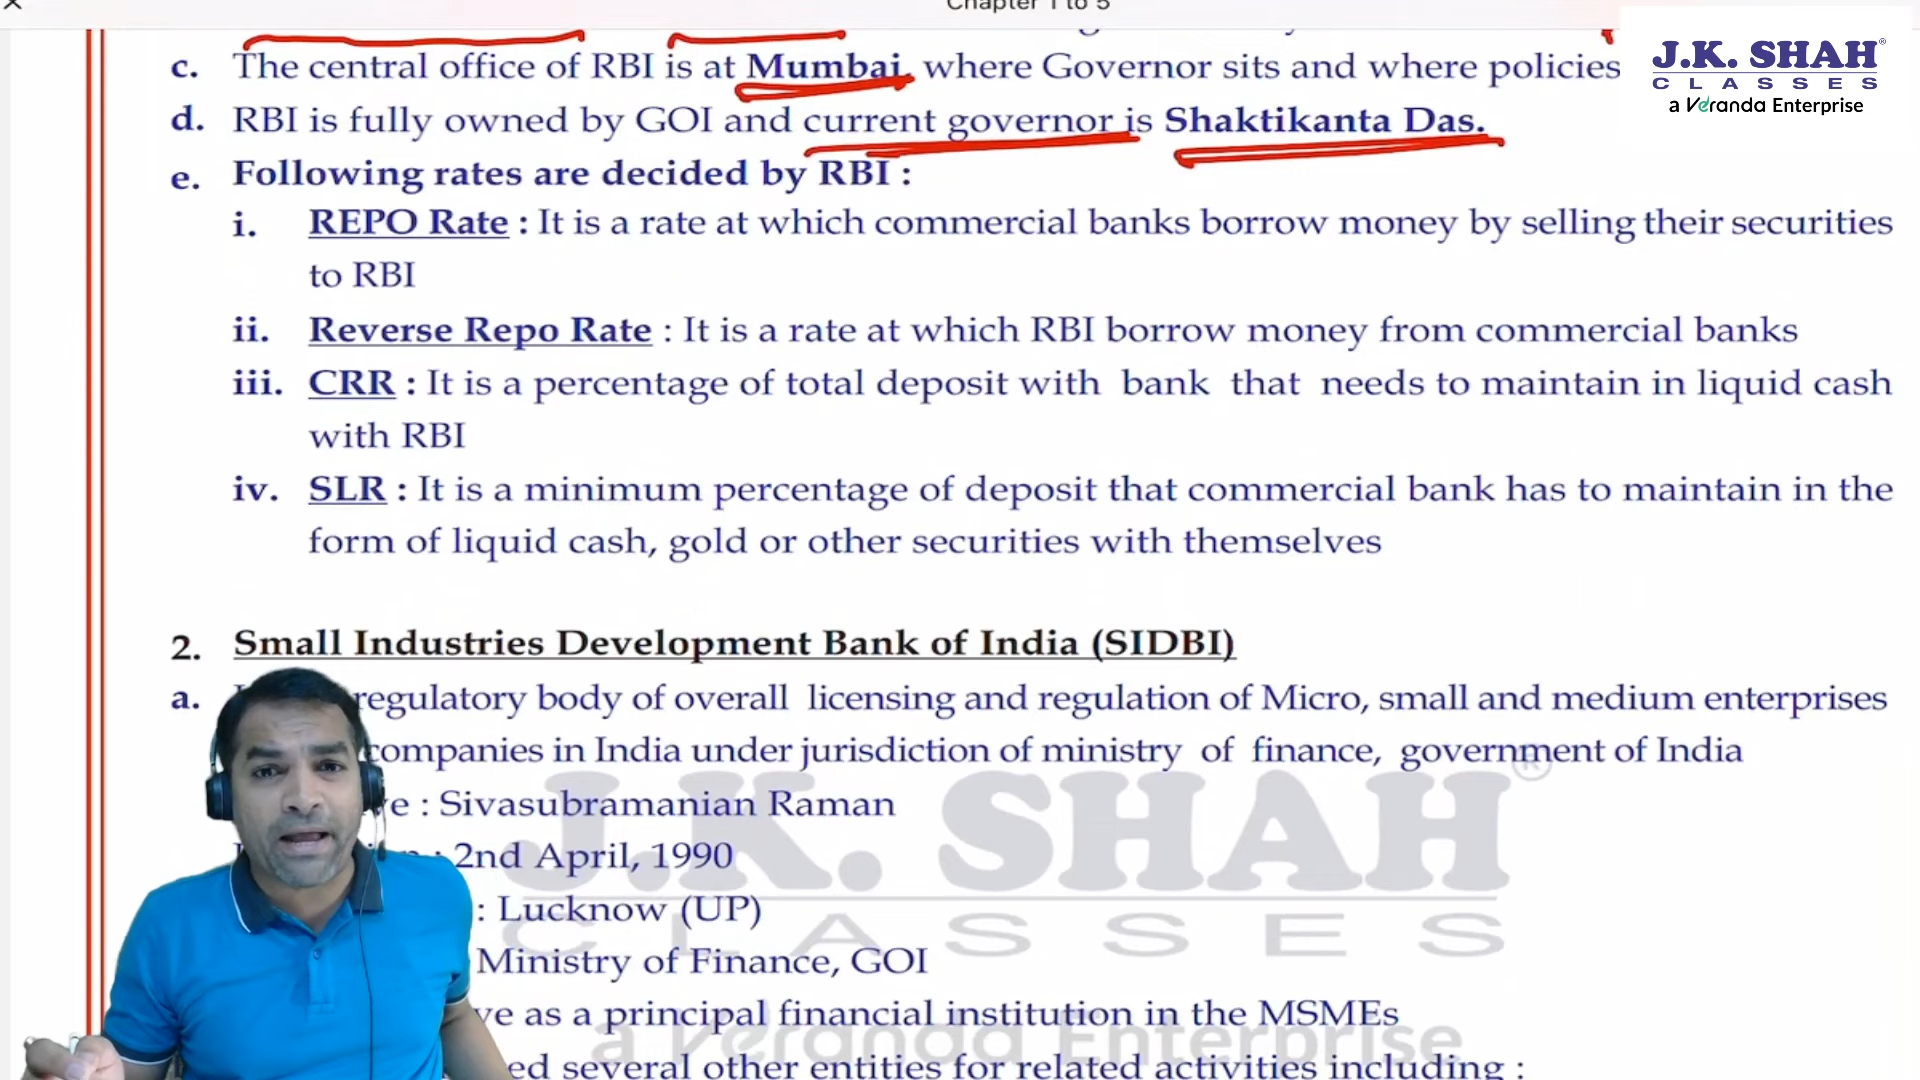 Chapter 1 to 5
J.K. SHAH®
CLASSES
a Veranda Enterprise
c. The central office of RBI is at Mumbai, where Governor sits and where policies
d. RBI is fully owned by GOI and current governor is Shaktikanta Das.
e. Following rates are decided by RBI :
i. REPO Rate : It is a rate at which commercial banks borrow money by selling their securities
to RBI
ii. Reverse Repo Rate : It is a rate at which RBI borrow money from commercial banks
iii. CRR : It is a percentage of total deposit with bank that needs to maintain in liquid cash
with RBI
iv. SLR : It is a minimum percentage of deposit that commercial bank has to maintain in the
form of liquid cash, gold or other securities with themselves
2. Small Industries Development Bank of India (SIDBI)
a. regulatory body of overall licensing and regulation of Micro, small and medium enterprises
companies in India under jurisdiction of ministry of finance, government of India
: Sivasubramanian Raman
: 2nd April, 1990
: Lucknow (UP)
Ministry of Finance, GOI
as a principal financial institution in the MSMEs
several other entities for related activities including :
J.K. SHAH®
CLASSES
a Veranda Enterprise